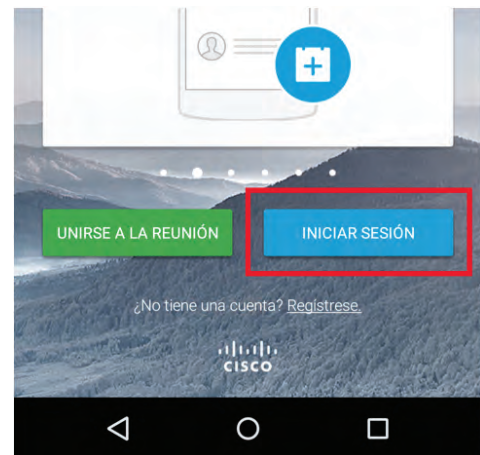 UNIRSE A LA REUNIÓN
INICIAR SESIÓN
¿No tiene una cuenta? Regístrese.
CISCO